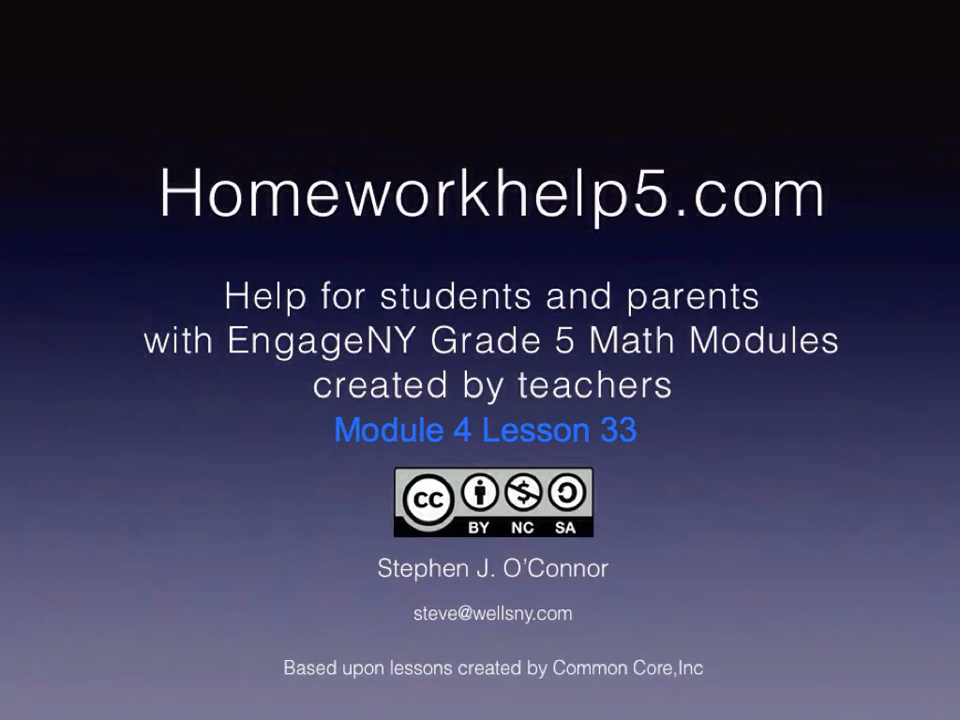 Homeworkhelp5.com
Help for students and parents
with EngageNY Grade 5 Math Modules
created by teachers
Module 4 Lesson 33
CC
BY NC SA
Stephen J. O’Connor
steve@wellsny.com
Based upon lessons created by Common Core,Inc